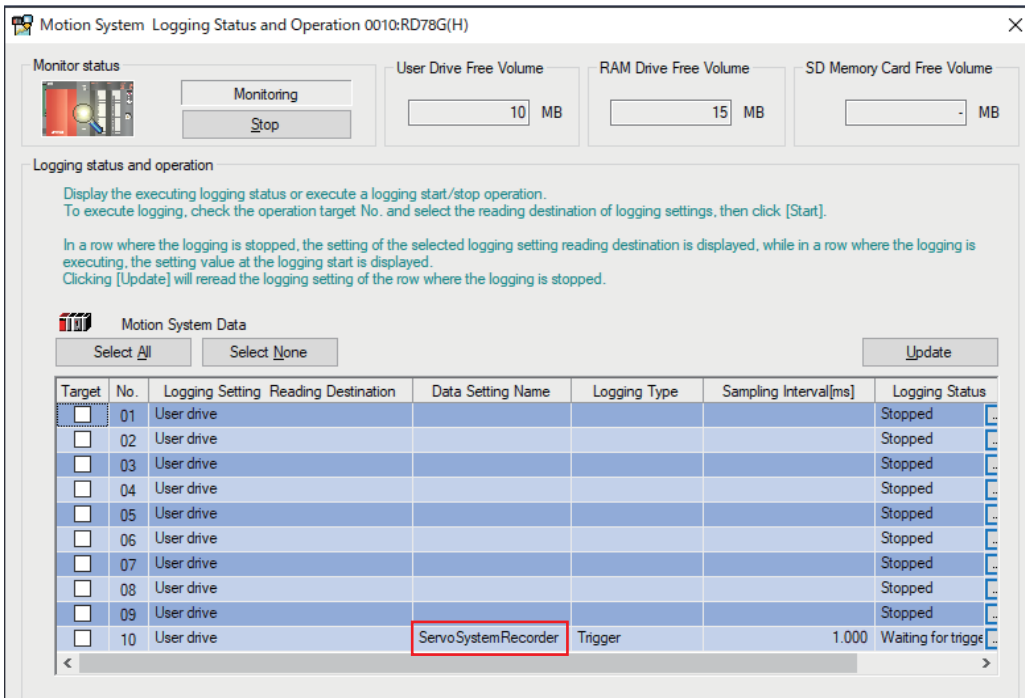 Motion System Logging Status and Operation 0010:RD78G(H)
Monitor status
Monitoring
Stop
User Drive Free Volume
10 MB
RAM Drive Free Volume
15 MB
SD Memory Card Free Volume
- MB
Logging status and operation
Display the executing logging status or execute a logging start/stop operation.
To execute logging, check the operation target No. and select the reading destination of logging settings, then click [Start].
In a row where the logging is stopped, the setting of the selected logging setting reading destination is displayed, while in a row where the logging is
executing, the setting value at the logging start is displayed.
Clicking [Update] will reread the logging setting of the row where the logging is stopped.
Motion System Data
Select All Select None Update
Target No. Logging Setting Reading Destination Data Setting Name Logging Type Sampling Interval[ms] Logging Status
01 User drive Stopped ..
02 User drive Stopped ..
03 User drive Stopped ..
04 User drive Stopped ..
05 User drive Stopped ..
06 User drive Stopped ..
07 User drive Stopped ..
08 User drive Stopped ..
09 User drive Stopped ..
10 User drive ServoSystemRecorder Trigger 1.000 Waiting for trigge ..